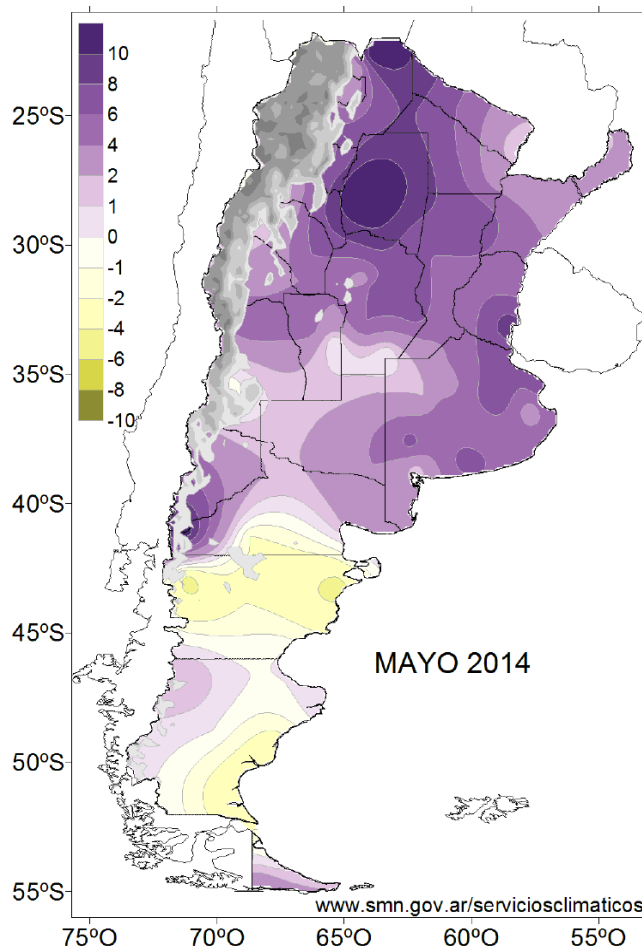 10
8
6
4
2
1
0
-1
-2
-4
-6
-8
-10
25ºS
30ºS
35ºS
40ºS
45ºS
50ºS
55ºS
MAYO 2014
www.smn.gov.ar/serviciosclimaticos
75ºO 70ºO 65ºO 60ºO 55ºO